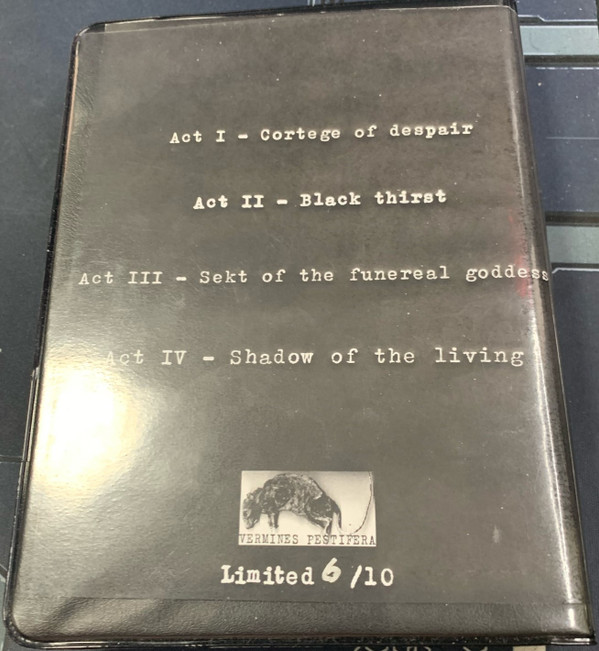 Act I - Cortege of despair
Act II - Black thirst
Act III - Sekt of the funereal goddess
Act IV - Shadow of the living
VERMINES PESTIFERA
Limited 6 /10